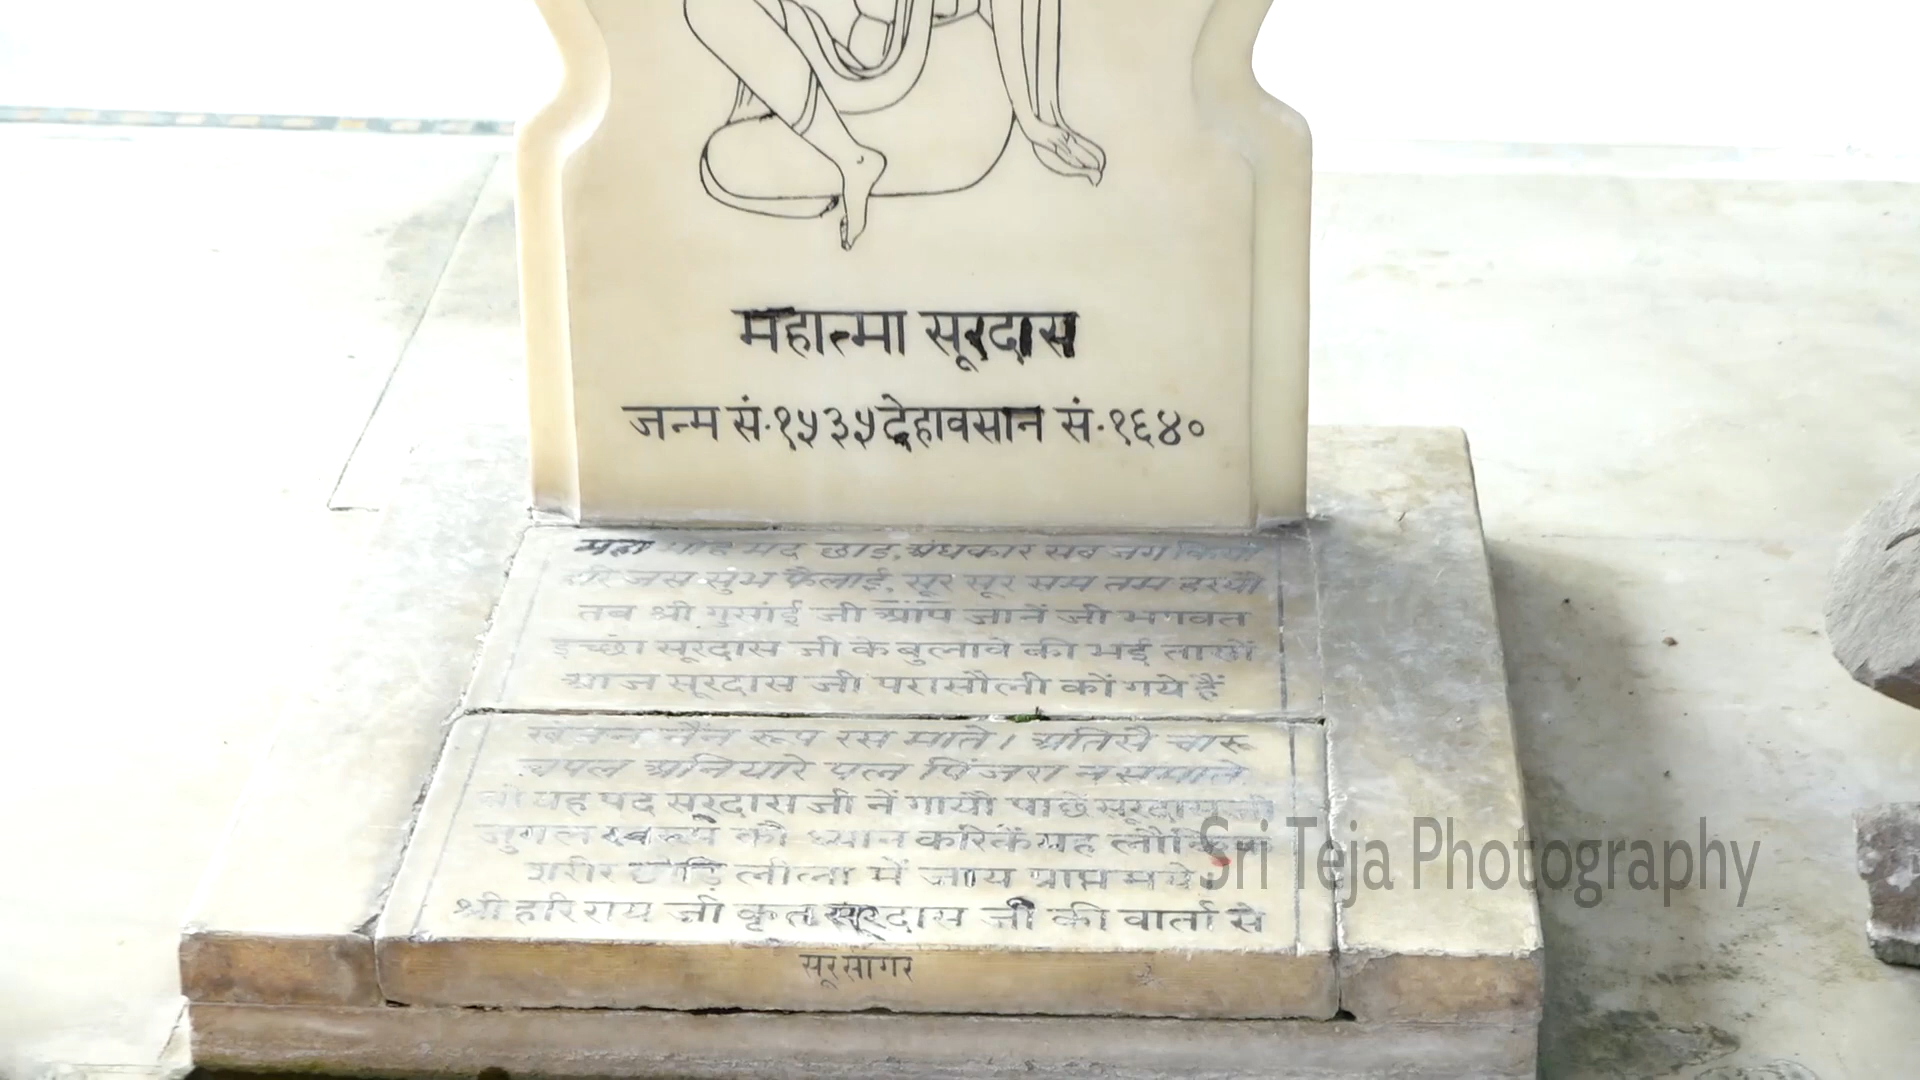 महात्मा सूरदास
जन्म सं.१५३५ देहावसान सं.१६४०
महा मोह मद छाइ, अंधकार सब जग कियो
हरि जस सुभ फैलाई, सूर सूर सम तम हरयो
तब श्री गुसांई जी आप जानें जो भगवत
इच्छा सूरदास जी के बुलावे की भई तासों
आज सूरदास जी परासौली कों गये हैं
खंजन नैंन रूप रस माते। अतिसै चारू
चपल अनियारे पल पिंजरा न समाते
सो यह पद सूरदास जी नें गायौ पाछें सूरदास जी
जुगल स्वरूप कौ ध्यान करिकें यह लौकिक
शरीर छोड़ि लीला में जाय प्राप्त भये।
श्री हरिराय जी कृत सूरदास जी की वार्ता से
सूरसागर
Sri Teja Photography